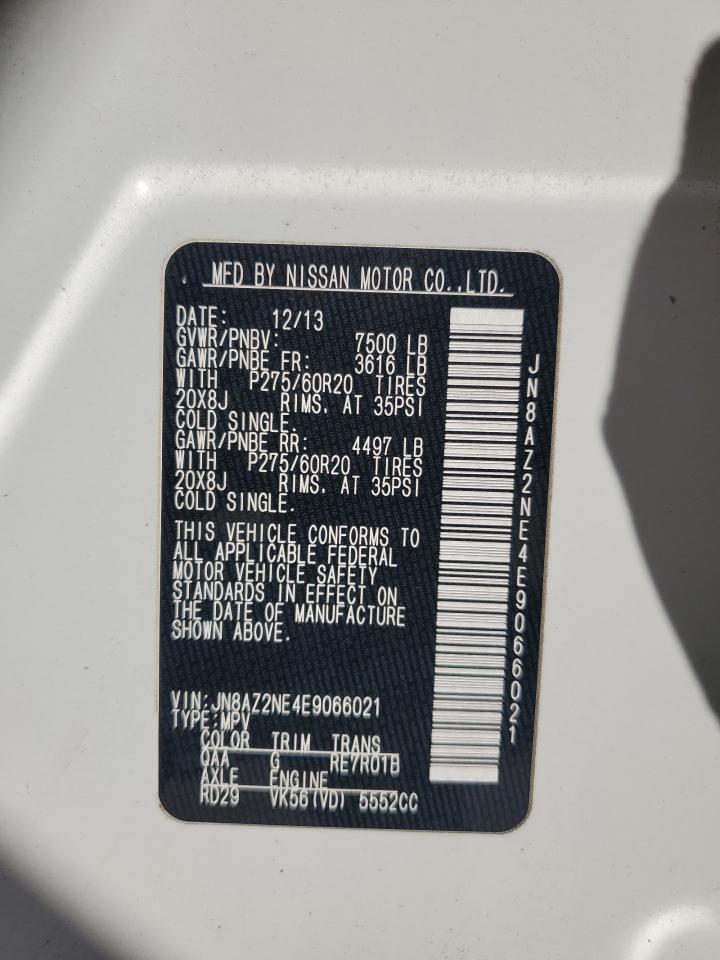 MFD BY NISSAN MOTOR CO.,LTD.
DATE: 12/13
GVWR/PNBV: 7500 LB
GAWR/PNBE FR: 3616 LB
WITH P275/60R20 TIRES
20X8J RIMS. AT 35PSI
COLD SINGLE.
GAWR/PNBE RR: 4497 LB
WITH P275/60R20 TIRES
20X8J RIMS. AT 35PSI
COLD SINGLE.
THIS VEHICLE CONFORMS TO
ALL APPLICABLE FEDERAL
MOTOR VEHICLE SAFETY
STANDARDS IN EFFECT ON
THE DATE OF MANUFACTURE
SHOWN ABOVE.
VIN:JN8AZ2NE4E9066021
TYPE:MPV
COLOR TRIM TRANS
QAA G RE7R01B
AXLE ENGINE
RD29 VK56(VD) 5552CC
JN8AZ2NE4E9066021